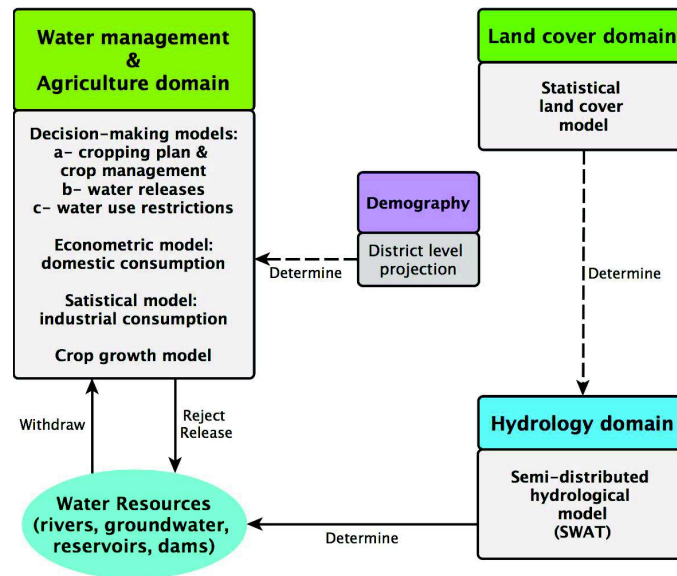 Water management
&
Agriculture domain
Decision-making models:
a- cropping plan &
crop management
b- water releases
c- water use restrictions
Econometric model:
domestic consumption
Satistical model:
industrial consumption
Crop growth model
Demography
District level
projection
Determine
Land cover domain
Statistical
land cover
model
Determine
Hydrology domain
Semi-distributed
hydrological
model
(SWAT)
Determine
Withdraw
Reject
Release
Water Resources
(rivers, groundwater,
reservoirs, dams)